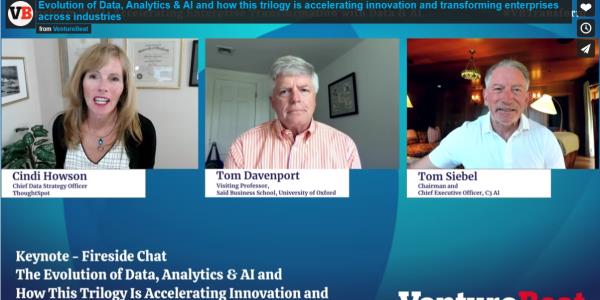 VB
Evolution of Data, Analytics & AI and how this trilogy is accelerating innovation and transforming enterprises
across industries
from VentureBeat
Cindi Howson
Chief Data Strategy Officer
ThoughtSpot
Tom Davenport
Visiting Professor,
Saïd Business School, University of Oxford
Tom Siebel
Chairman and
Chief Executive Officer, C3 AI
Keynote - Fireside Chat
The Evolution of Data, Analytics & AI and
How This Trilogy Is Accelerating Innovation and
VentureBeat